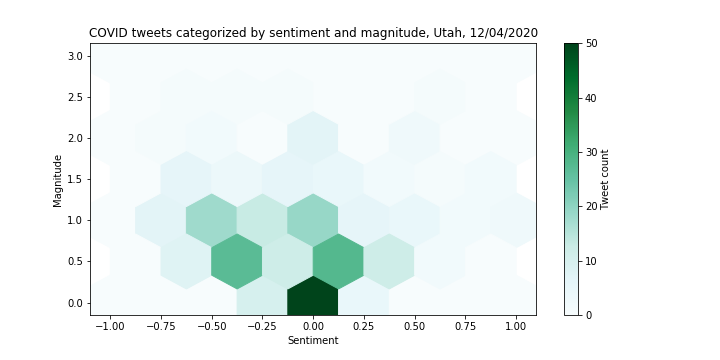 COVID tweets categorized by sentiment and magnitude, Utah, 12/04/2020
3.0
2.5
2.0
1.5
1.0
0.5
0.0
Magnitude
−1.00 −0.75 −0.50 −0.25 0.00 0.25 0.50 0.75 1.00
Sentiment
50
40
30
20
10
0
Tweet count